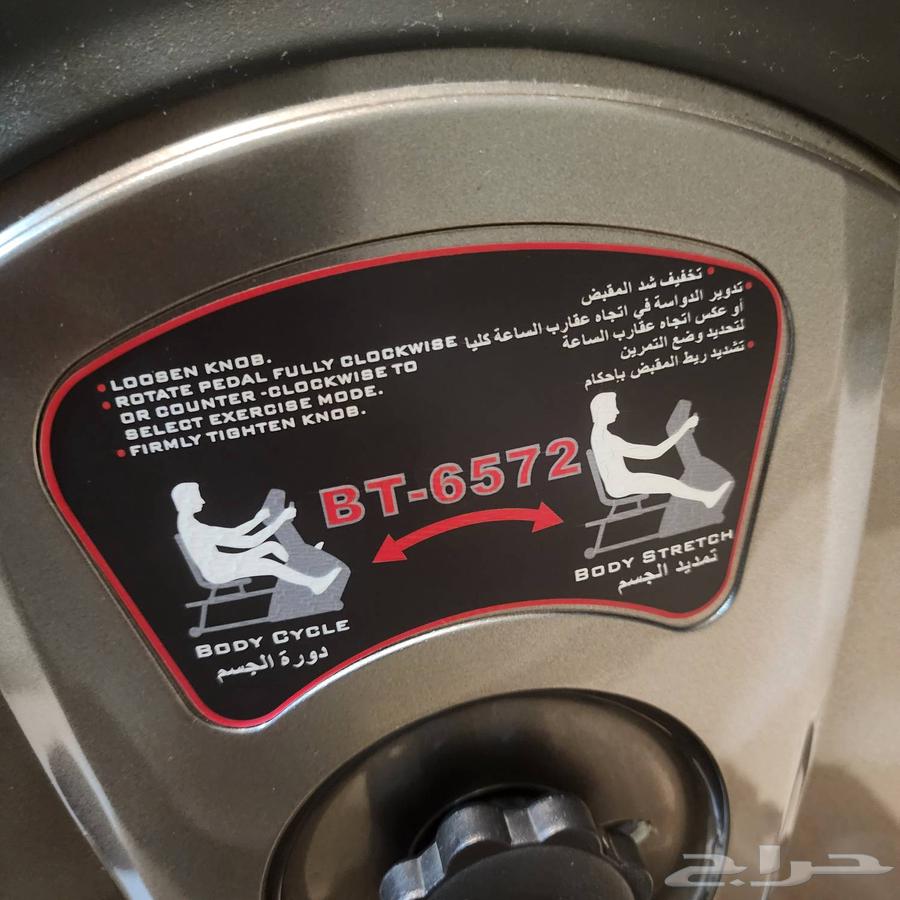 • LOOSEN KNOB.
• ROTATE PEDAL FULLY CLOCKWISE
OR COUNTER -CLOCKWISE TO
SELECT EXERCISE MODE.
• FIRMLY TIGHTEN KNOB.
• تخفيف شد المقبض
• تدوير الدواسة في اتجاه عقارب الساعة كليا
أو عكس اتجاه عقارب الساعة
لتحديد وضع التمرين
• تشديد ربط المقبض بإحكام
BT-6572
BODY CYCLE
دورة الجسم
BODY STRETCH
تمديد الجسم
حراج